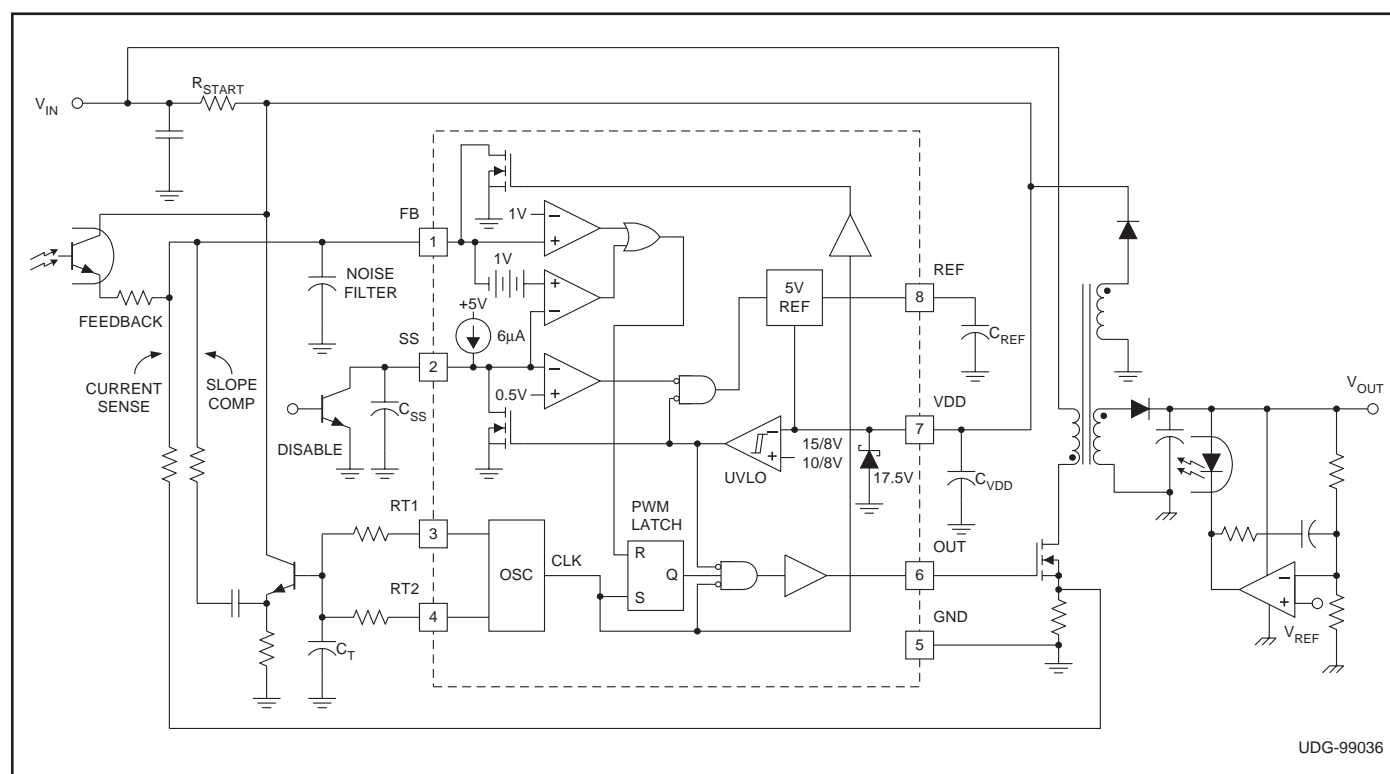 R_START
V_IN
FB
1
1V
−
+
1V
+
−
NOISE
FILTER
FEEDBACK
+5V
6µA
SS
2
−
0.5V
+
C_SS
DISABLE
CURRENT
SENSE
SLOPE
COMP
5V
REF
REF
8
C_REF
VDD
7
15/8V
10/8V
−
+
UVLO
17.5V
C_VDD
V_OUT
RT1
3
RT2
4
OSC
CLK
PWM
LATCH
R
S
Q
OUT
6
GND
5
C_T
−
+
V_REF
UDG-99036